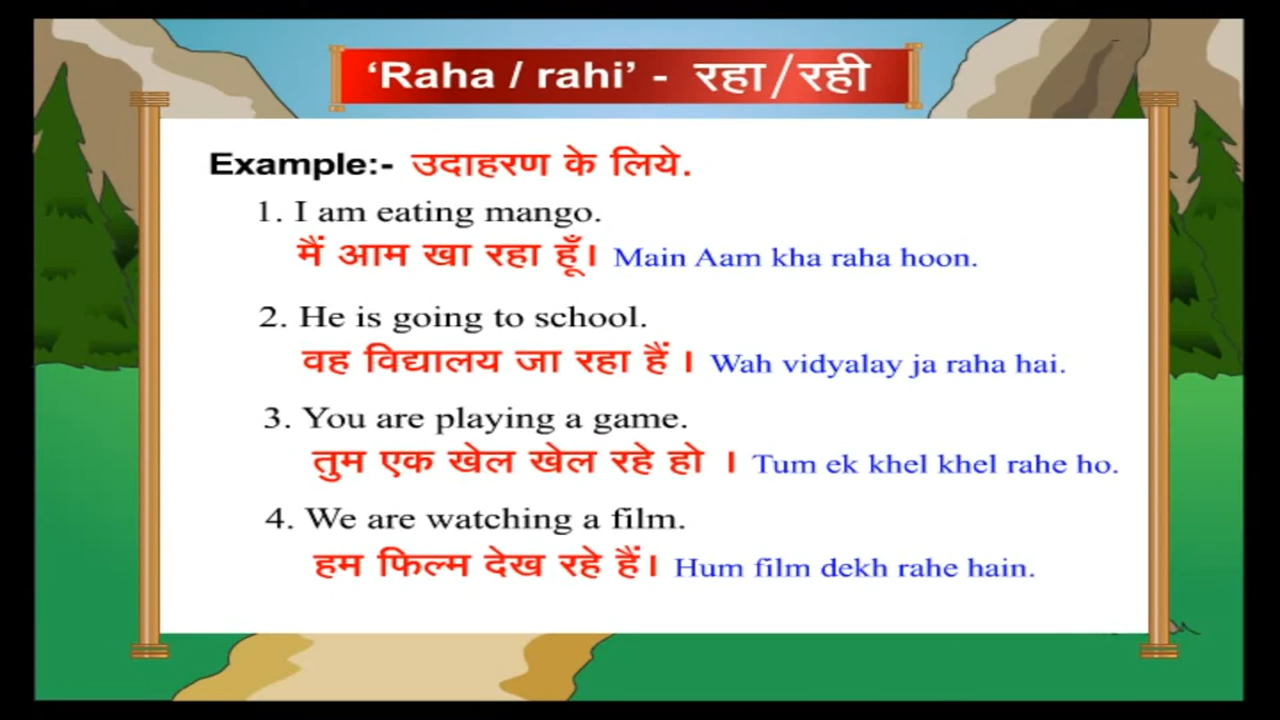 ‘Raha / rahi’ - रहा/रही
Example:- उदाहरण के लिये.
1. I am eating mango.
मैं आम खा रहा हूँ। Main Aam kha raha hoon.
2. He is going to school.
वह विद्यालय जा रहा हैं । Wah vidyalay ja raha hai.
3. You are playing a game.
तुम एक खेल खेल रहे हो । Tum ek khel khel rahe ho.
4. We are watching a film.
हम फिल्म देख रहे हैं। Hum film dekh rahe hain.